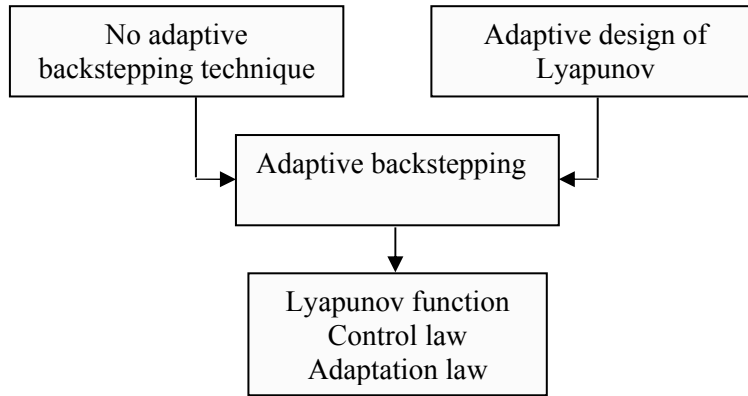 No adaptive
backstepping technique
Adaptive design of
Lyapunov
Adaptive backstepping
Lyapunov function
Control law
Adaptation law